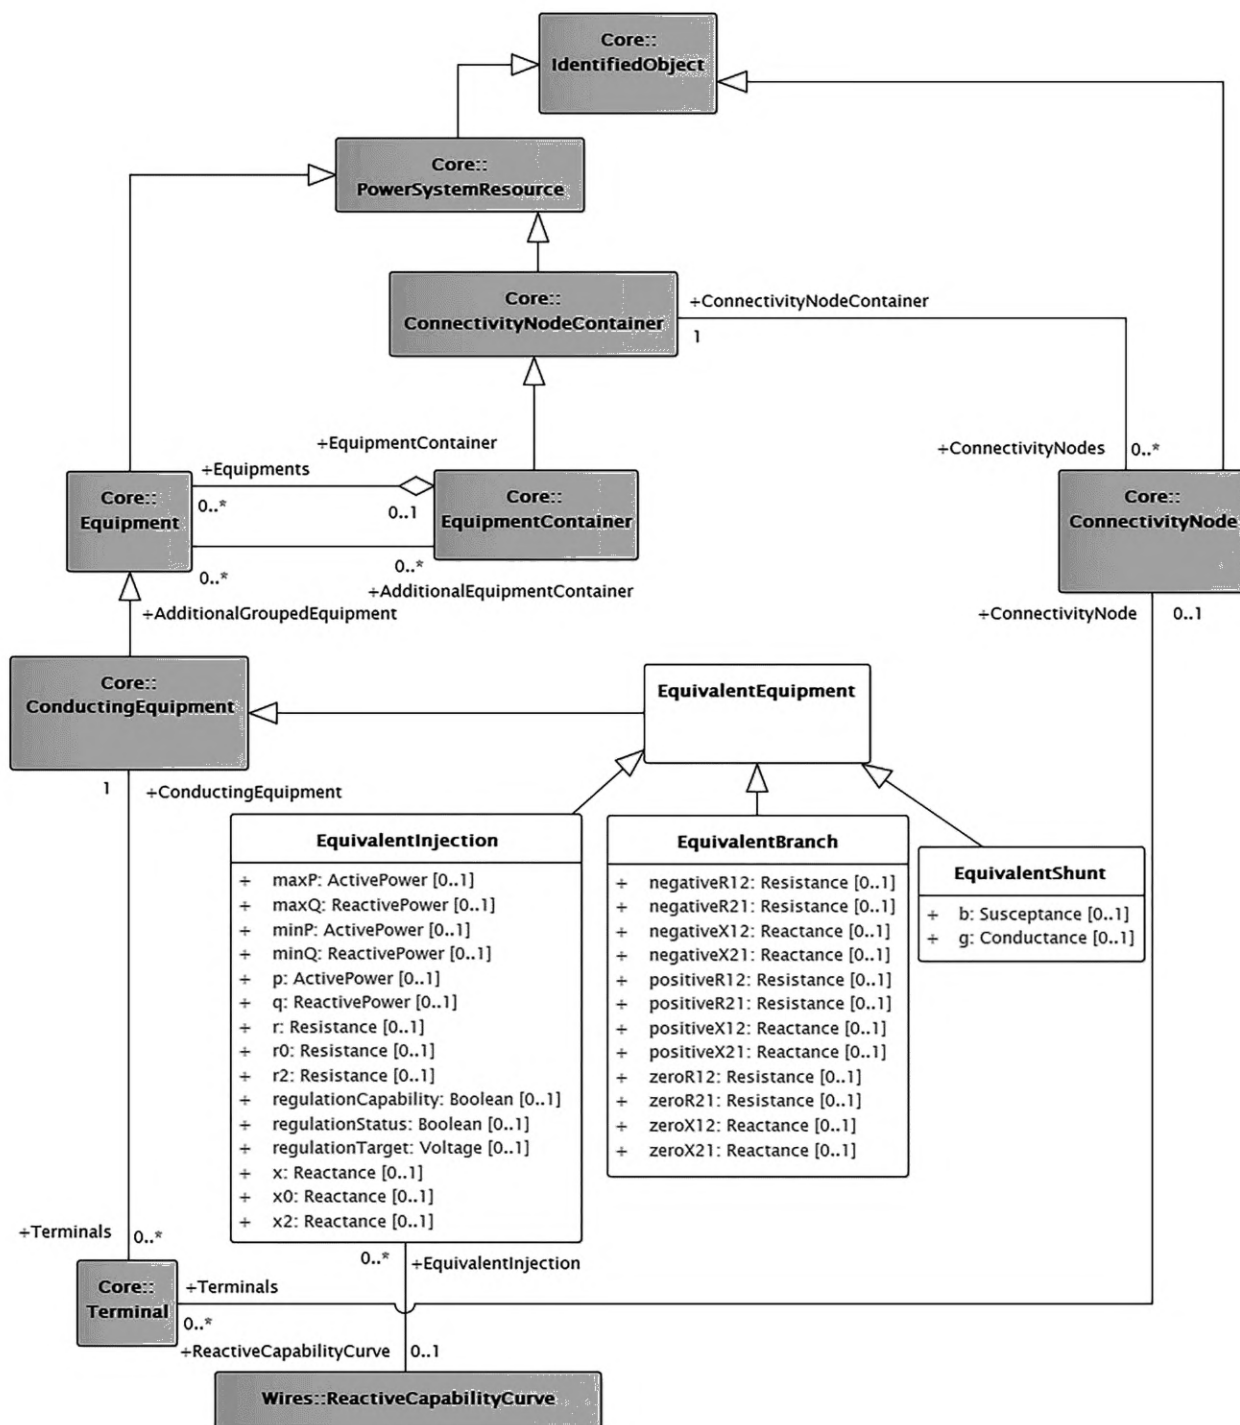 Core::
IdentifiedObject
Core::
PowerSystemResource
Core::
ConnectivityNodeContainer
+ConnectivityNodeContainer
1
+EquipmentContainer
+Equipments
0..*
0..1
+ConnectivityNodes
0..*
Core::
Equipment
Core::
EquipmentContainer
Core::
ConnectivityNode
0..*
0..*
+AdditionalEquipmentContainer
+AdditionalGroupedEquipment
+ConnectivityNode
0..1
Core::
ConductingEquipment
EquivalentEquipment
1
+ConductingEquipment
EquivalentInjection
+ maxP: ActivePower [0..1]
+ maxQ: ReactivePower [0..1]
+ minP: ActivePower [0..1]
+ minQ: ReactivePower [0..1]
+ p: ActivePower [0..1]
+ q: ReactivePower [0..1]
+ r: Resistance [0..1]
+ r0: Resistance [0..1]
+ r2: Resistance [0..1]
+ regulationCapability: Boolean [0..1]
+ regulationStatus: Boolean [0..1]
+ regulationTarget: Voltage [0..1]
+ x: Reactance [0..1]
+ x0: Reactance [0..1]
+ x2: Reactance [0..1]
EquivalentBranch
+ negativeR12: Resistance [0..1]
+ negativeR21: Resistance [0..1]
+ negativeX12: Reactance [0..1]
+ negativeX21: Reactance [0..1]
+ positiveR12: Resistance [0..1]
+ positiveR21: Resistance [0..1]
+ positiveX12: Reactance [0..1]
+ positiveX21: Reactance [0..1]
+ zeroR12: Resistance [0..1]
+ zeroR21: Resistance [0..1]
+ zeroX12: Reactance [0..1]
+ zeroX21: Reactance [0..1]
EquivalentShunt
+ b: Susceptance [0..1]
+ g: Conductance [0..1]
+Terminals
0..*
0..*
+EquivalentInjection
Core::
Terminal
+Terminals
0..*
+ReactiveCapabilityCurve
0..1
Wires::ReactiveCapabilityCurve